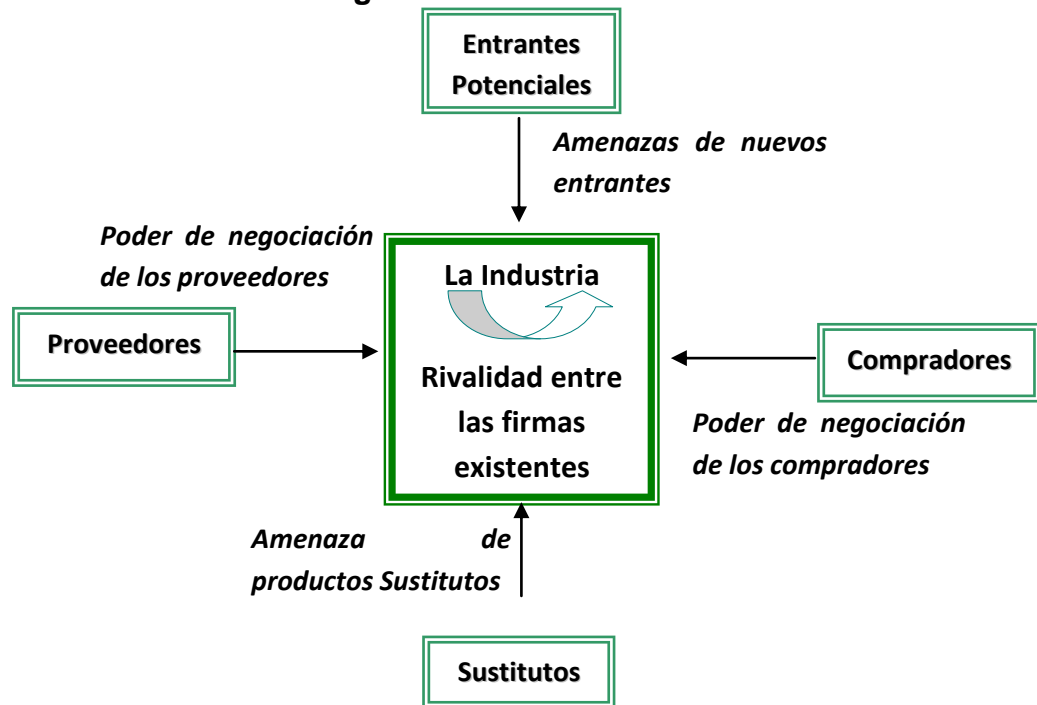 Entrantes
Potenciales
Amenazas de nuevos
entrantes
Poder de negociación
de los proveedores
La Industria
Proveedores
Rivalidad entre
las firmas
existentes
Compradores
Poder de negociación
de los compradores
Amenaza de
productos Sustitutos
Sustitutos